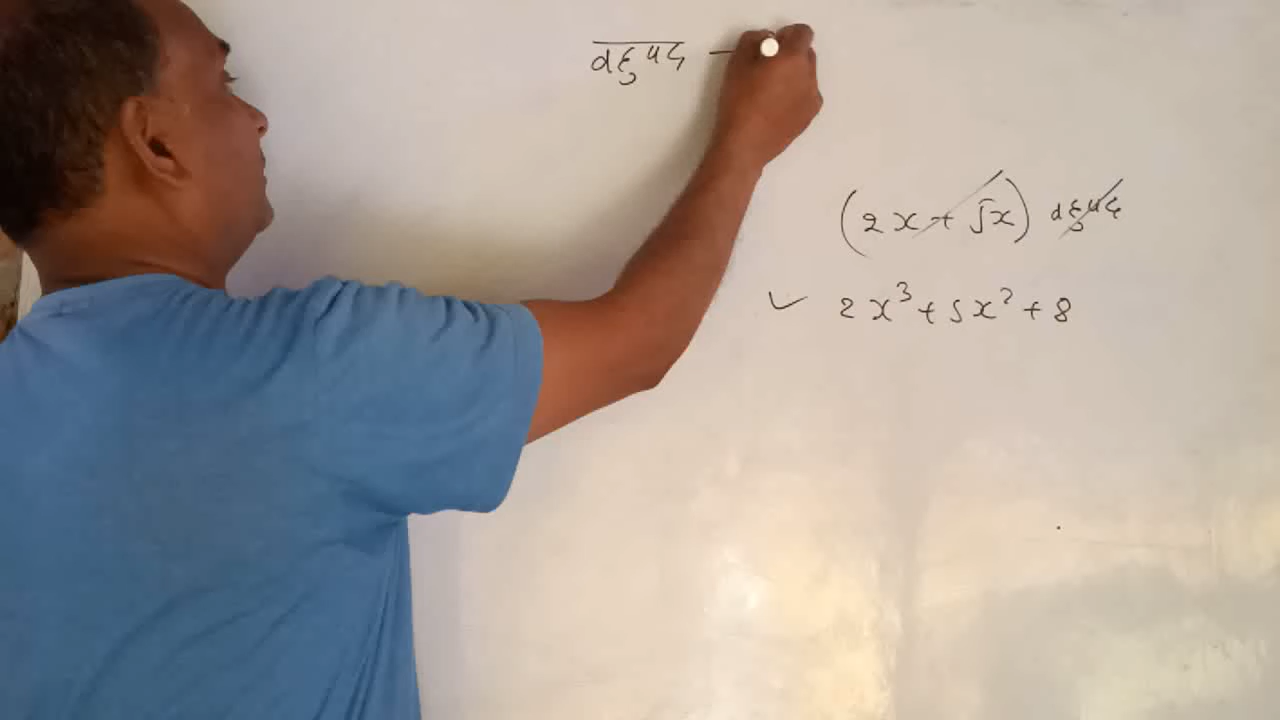 बहुपद -
(2x + √x) बहुपद
✓ 2x³ + 5x² + 8